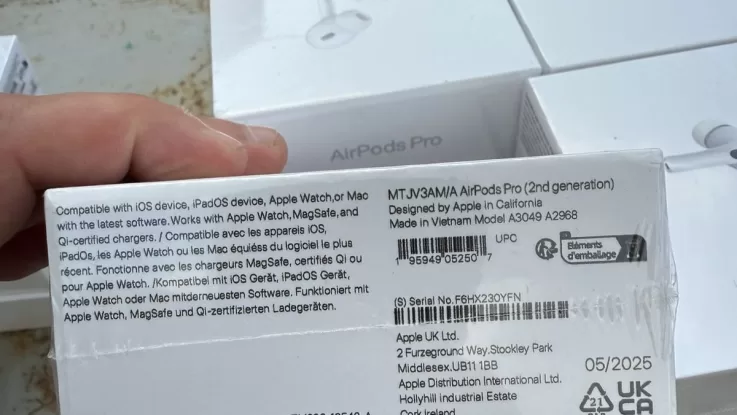 AirPods Pro
Compatible with iOS device, iPadOS device, Apple Watch,or Mac
with the latest software.Works with Apple Watch,MagSafe,and
Qi-certified chargers. / Compatible avec les appareils iOS,
iPadOs, les Apple Watch ou les Mac équiéss du logiciel le plus
récent. Fonctionne avec les chargeurs MagSafe, certifiés Qi ou
pour Apple Watch. /Kompatibel mit iOS Gerät, iPadOS Gerät,
Apple Watch oder Mac mitderneuesten Software. Funktioniert mit
Apple Watch, MagSafe und Qi-zertifizierten Ladegeräten.
MTJV3AM/A AirPods Pro (2nd generation)
Designed by Apple in California
Made in Vietnam Model A3049 A2968
UPC
95949 05250 7
Eléments
d'emballage
(S) Serial No.F6HX230YFN
Apple UK Ltd.
2 Furzeground Way.Stockley Park
Middlesex.UB11 1BB
Apple Distribution International Ltd.
Hollyhill industrial Estate
Cork Ireland
05/2025
21
UK
CA